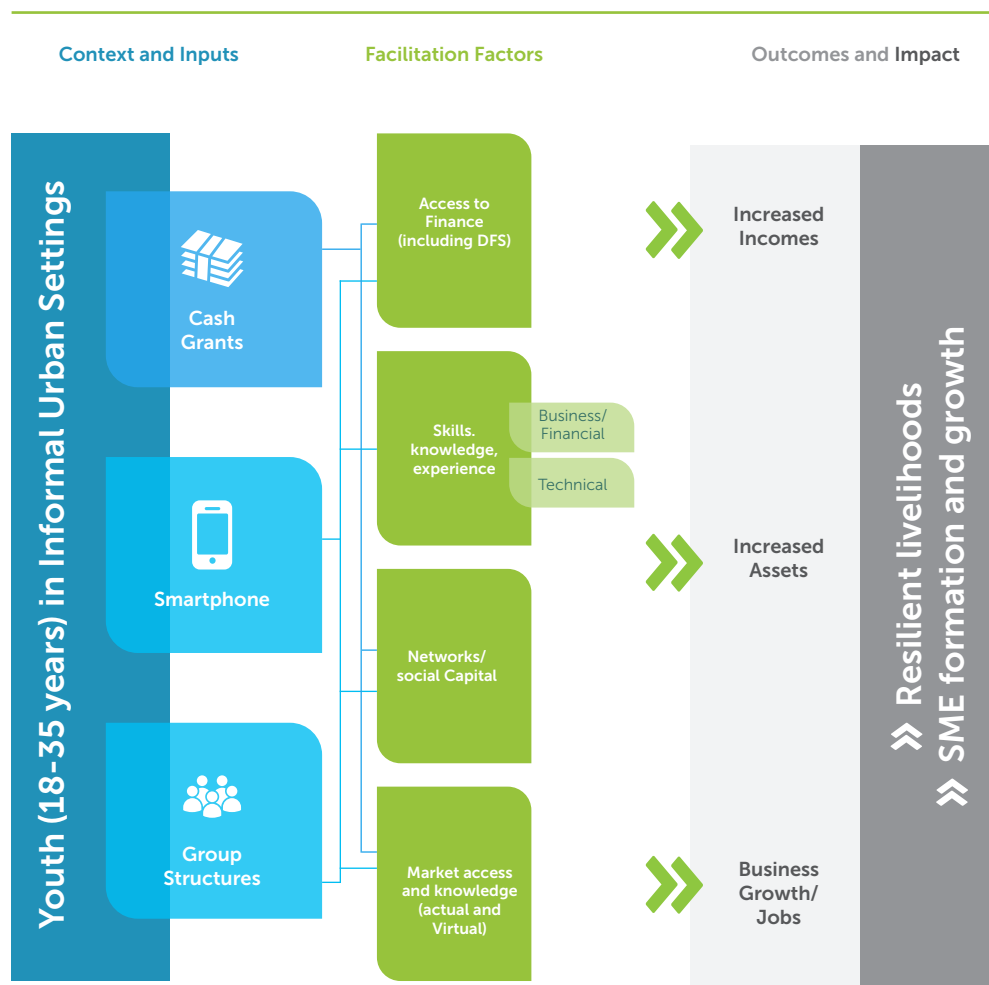 Context and Inputs
Facilitation Factors
Outcomes and Impact
Youth (18-35 years) in Informal Urban Settings
Cash
Grants
Smartphone
Group
Structures
Access to
Finance
(including DFS)
Skills.
knowledge,
experience
Business/
Financial
Technical
Networks/
social Capital
Market access
and knowledge
(actual and
Virtual)
Increased
Incomes
Increased
Assets
Business
Growth/
Jobs
Resilient livelihoods
SME formation and growth